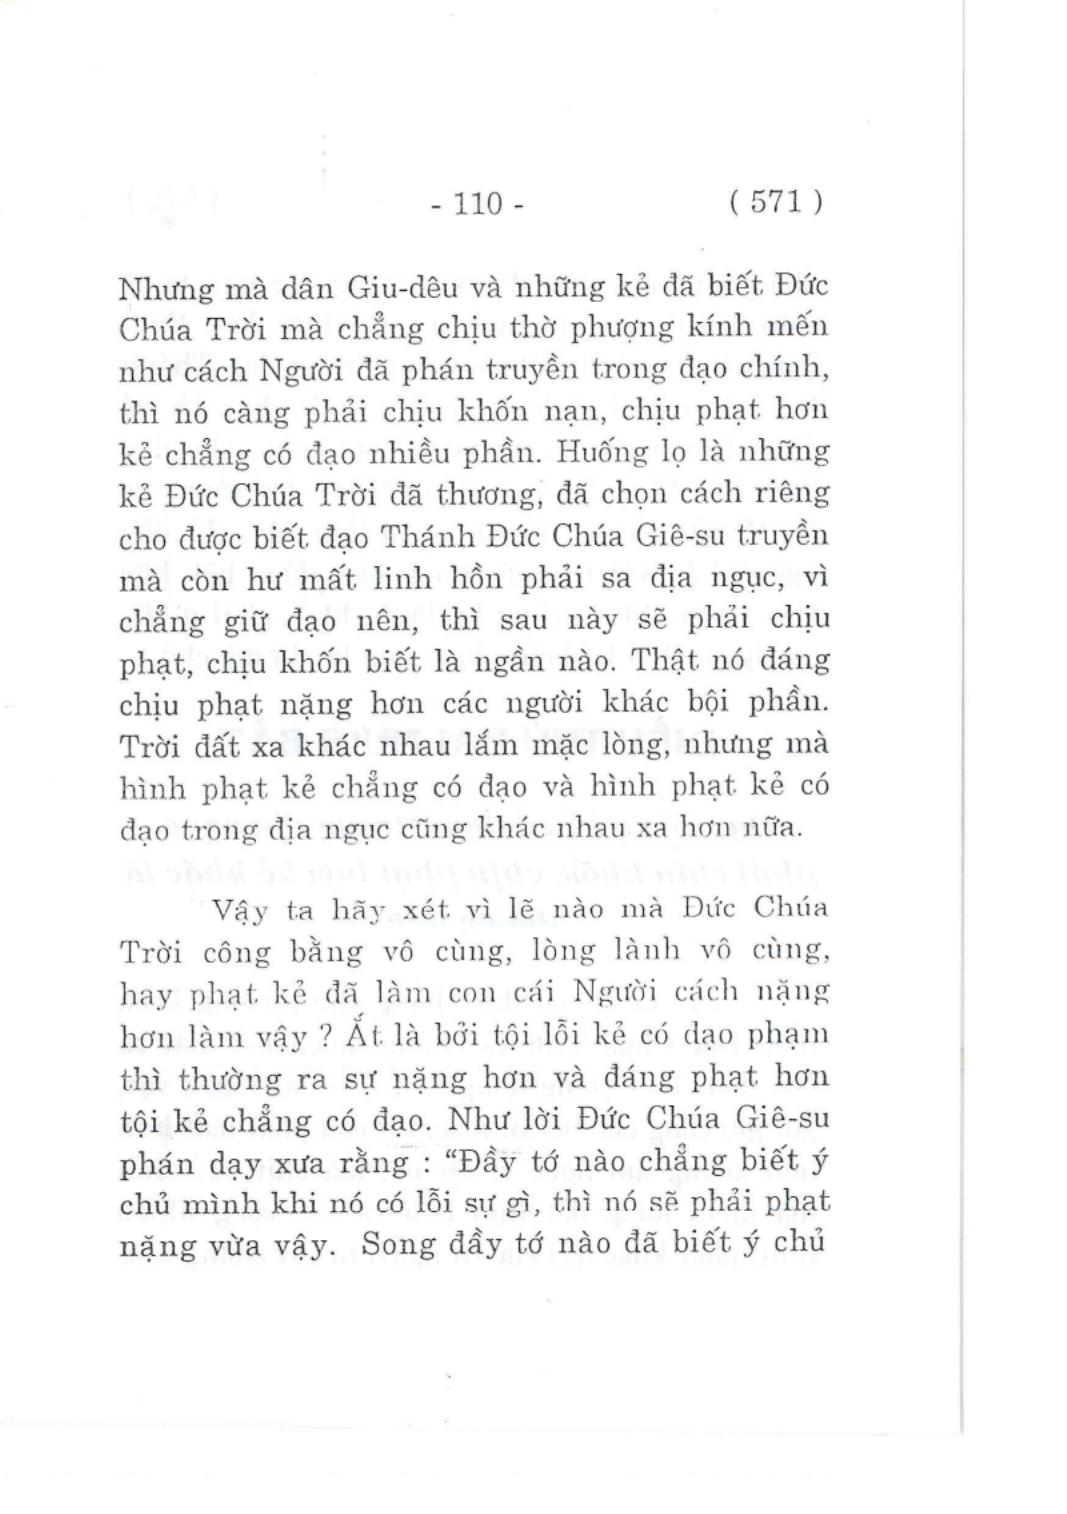 - 110 - ( 571 )
Nhưng mà dân Giu-dêu và những kẻ đã biết Đức
Chúa Trời mà chẳng chịu thờ phượng kính mến
như cách Người đã phán truyền trong đạo chính,
thì nó càng phải chịu khốn nạn, chịu phạt hơn
kẻ chẳng có đạo nhiều phần. Huống lọ là những
kẻ Đức Chúa Trời đã thương, đã chọn cách riêng
cho được biết đạo Thánh Đức Chúa Giê-su truyền
mà còn hư mất linh hồn phải sa địa ngục, vì
chẳng giữ đạo nên, thì sau này sẽ phải chịu
phạt, chịu khốn biết là ngần nào. Thật nó đáng
chịu phạt nặng hơn các người khác bội phần.
Trời đất xa khác nhau lắm mặc lòng, nhưng mà
hình phạt kẻ chẳng có đạo và hình phạt kẻ có
đạo trong địa ngục cũng khác nhau xa hơn nữa.
Vậy ta hãy xét vì lẽ nào mà Đức Chúa
Trời công bằng vô cùng, lòng lành vô cùng,
hay phạt kẻ đã làm con cái Người cách nặng
hơn làm vậy ? Ắt là bởi tội lỗi kẻ có đạo phạm
thì thường ra sự nặng hơn và đáng phạt hơn
tội kẻ chẳng có đạo. Như lời Đức Chúa Giê-su
phán dạy xưa rằng : “Đầy tớ nào chẳng biết ý
chủ mình khi nó có lỗi sự gì, thì nó sẽ phải phạt
nặng vừa vậy. Song đầy tớ nào đã biết ý chủ